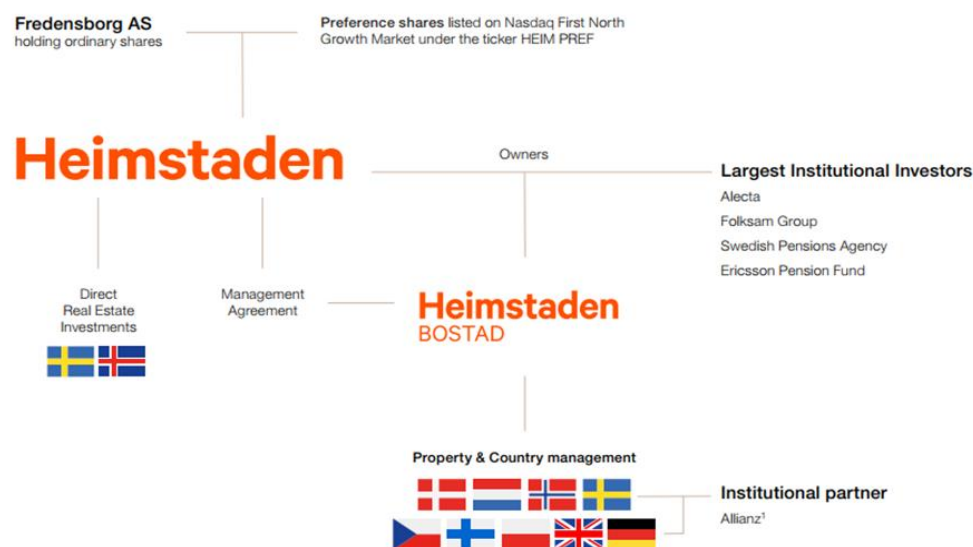 Fredensborg AS
holding ordinary shares
Preference shares listed on Nasdaq First North
Growth Market under the ticker HEIM PREF
Heimstaden
Owners
Largest Institutional Investors
Alecta
Folksam Group
Swedish Pensions Agency
Ericsson Pension Fund
Direct
Real Estate
Investments
Management
Agreement
Heimstaden
BOSTAD
Property & Country management
Institutional partner
Allianz¹